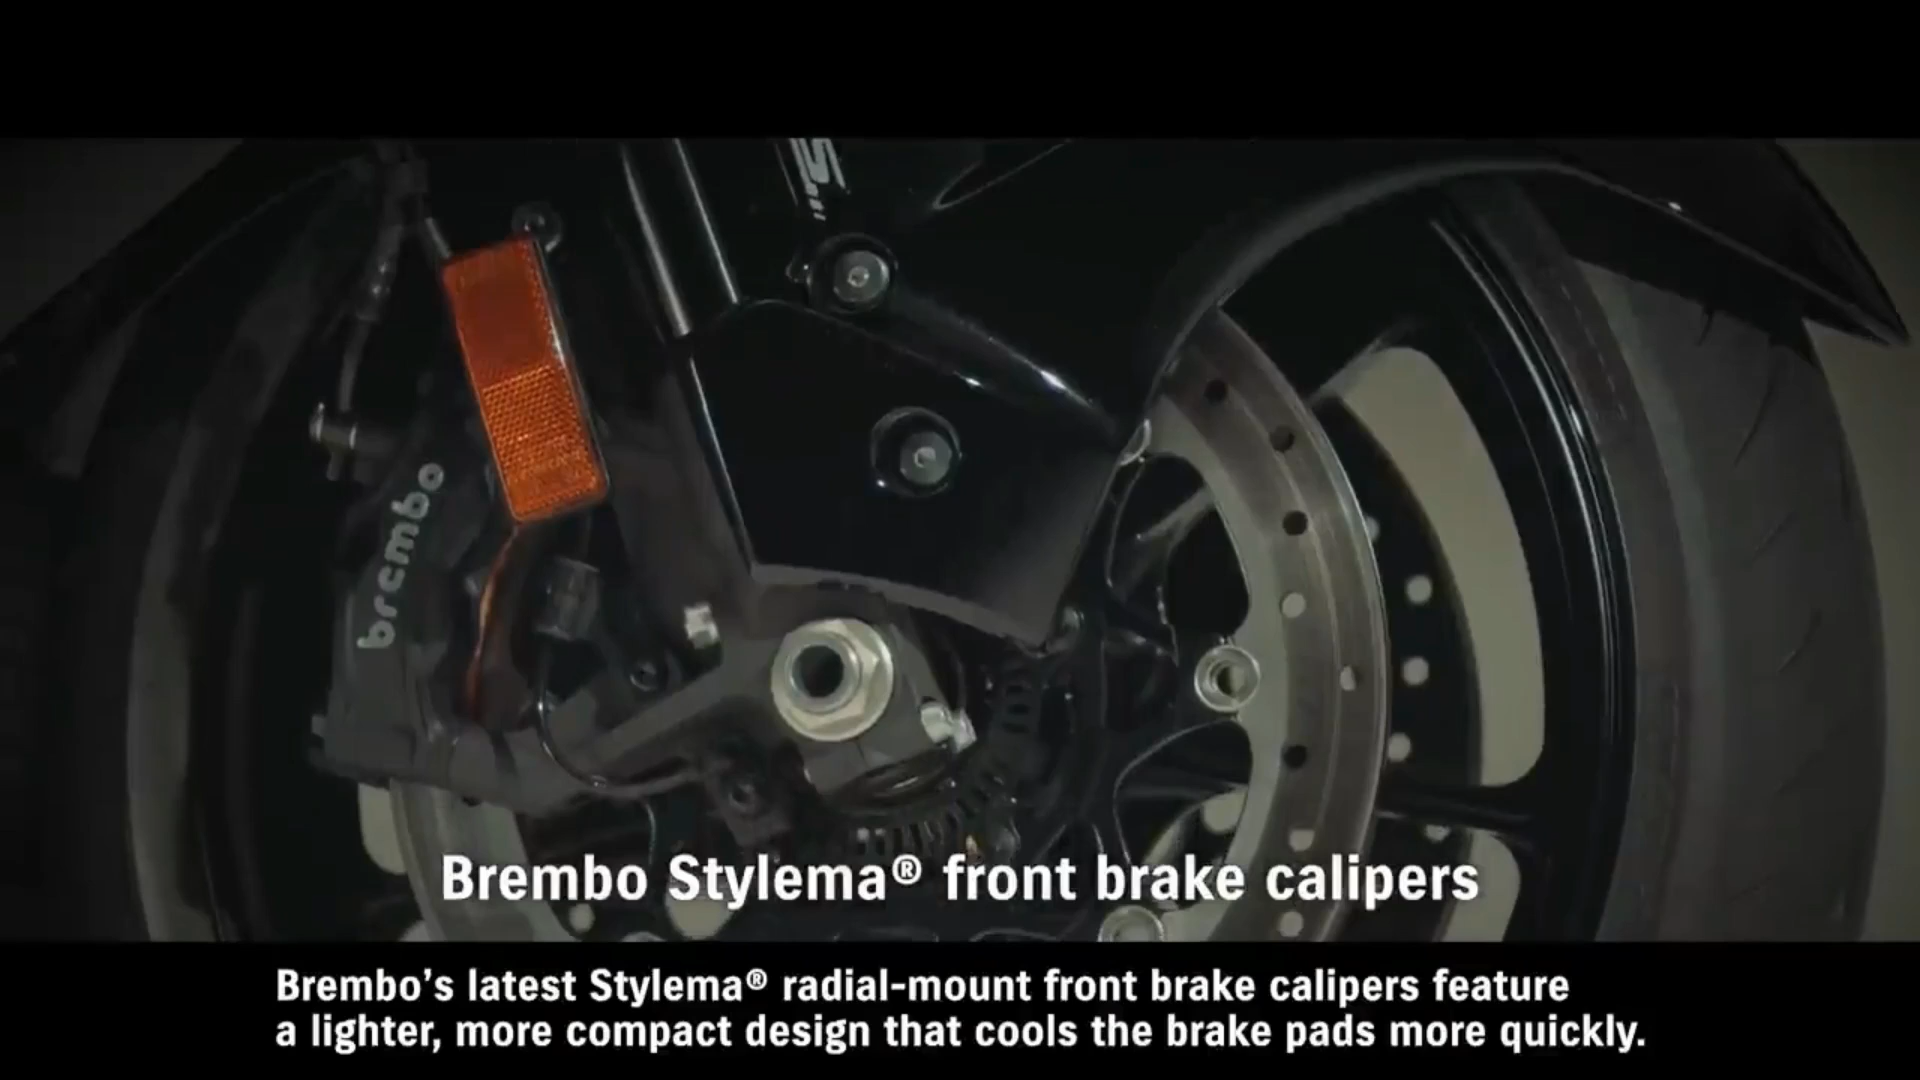 S
brembo
Brembo Stylema® front brake calipers
Brembo's latest Stylema® radial-mount front brake calipers feature
a lighter, more compact design that cools the brake pads more quickly.